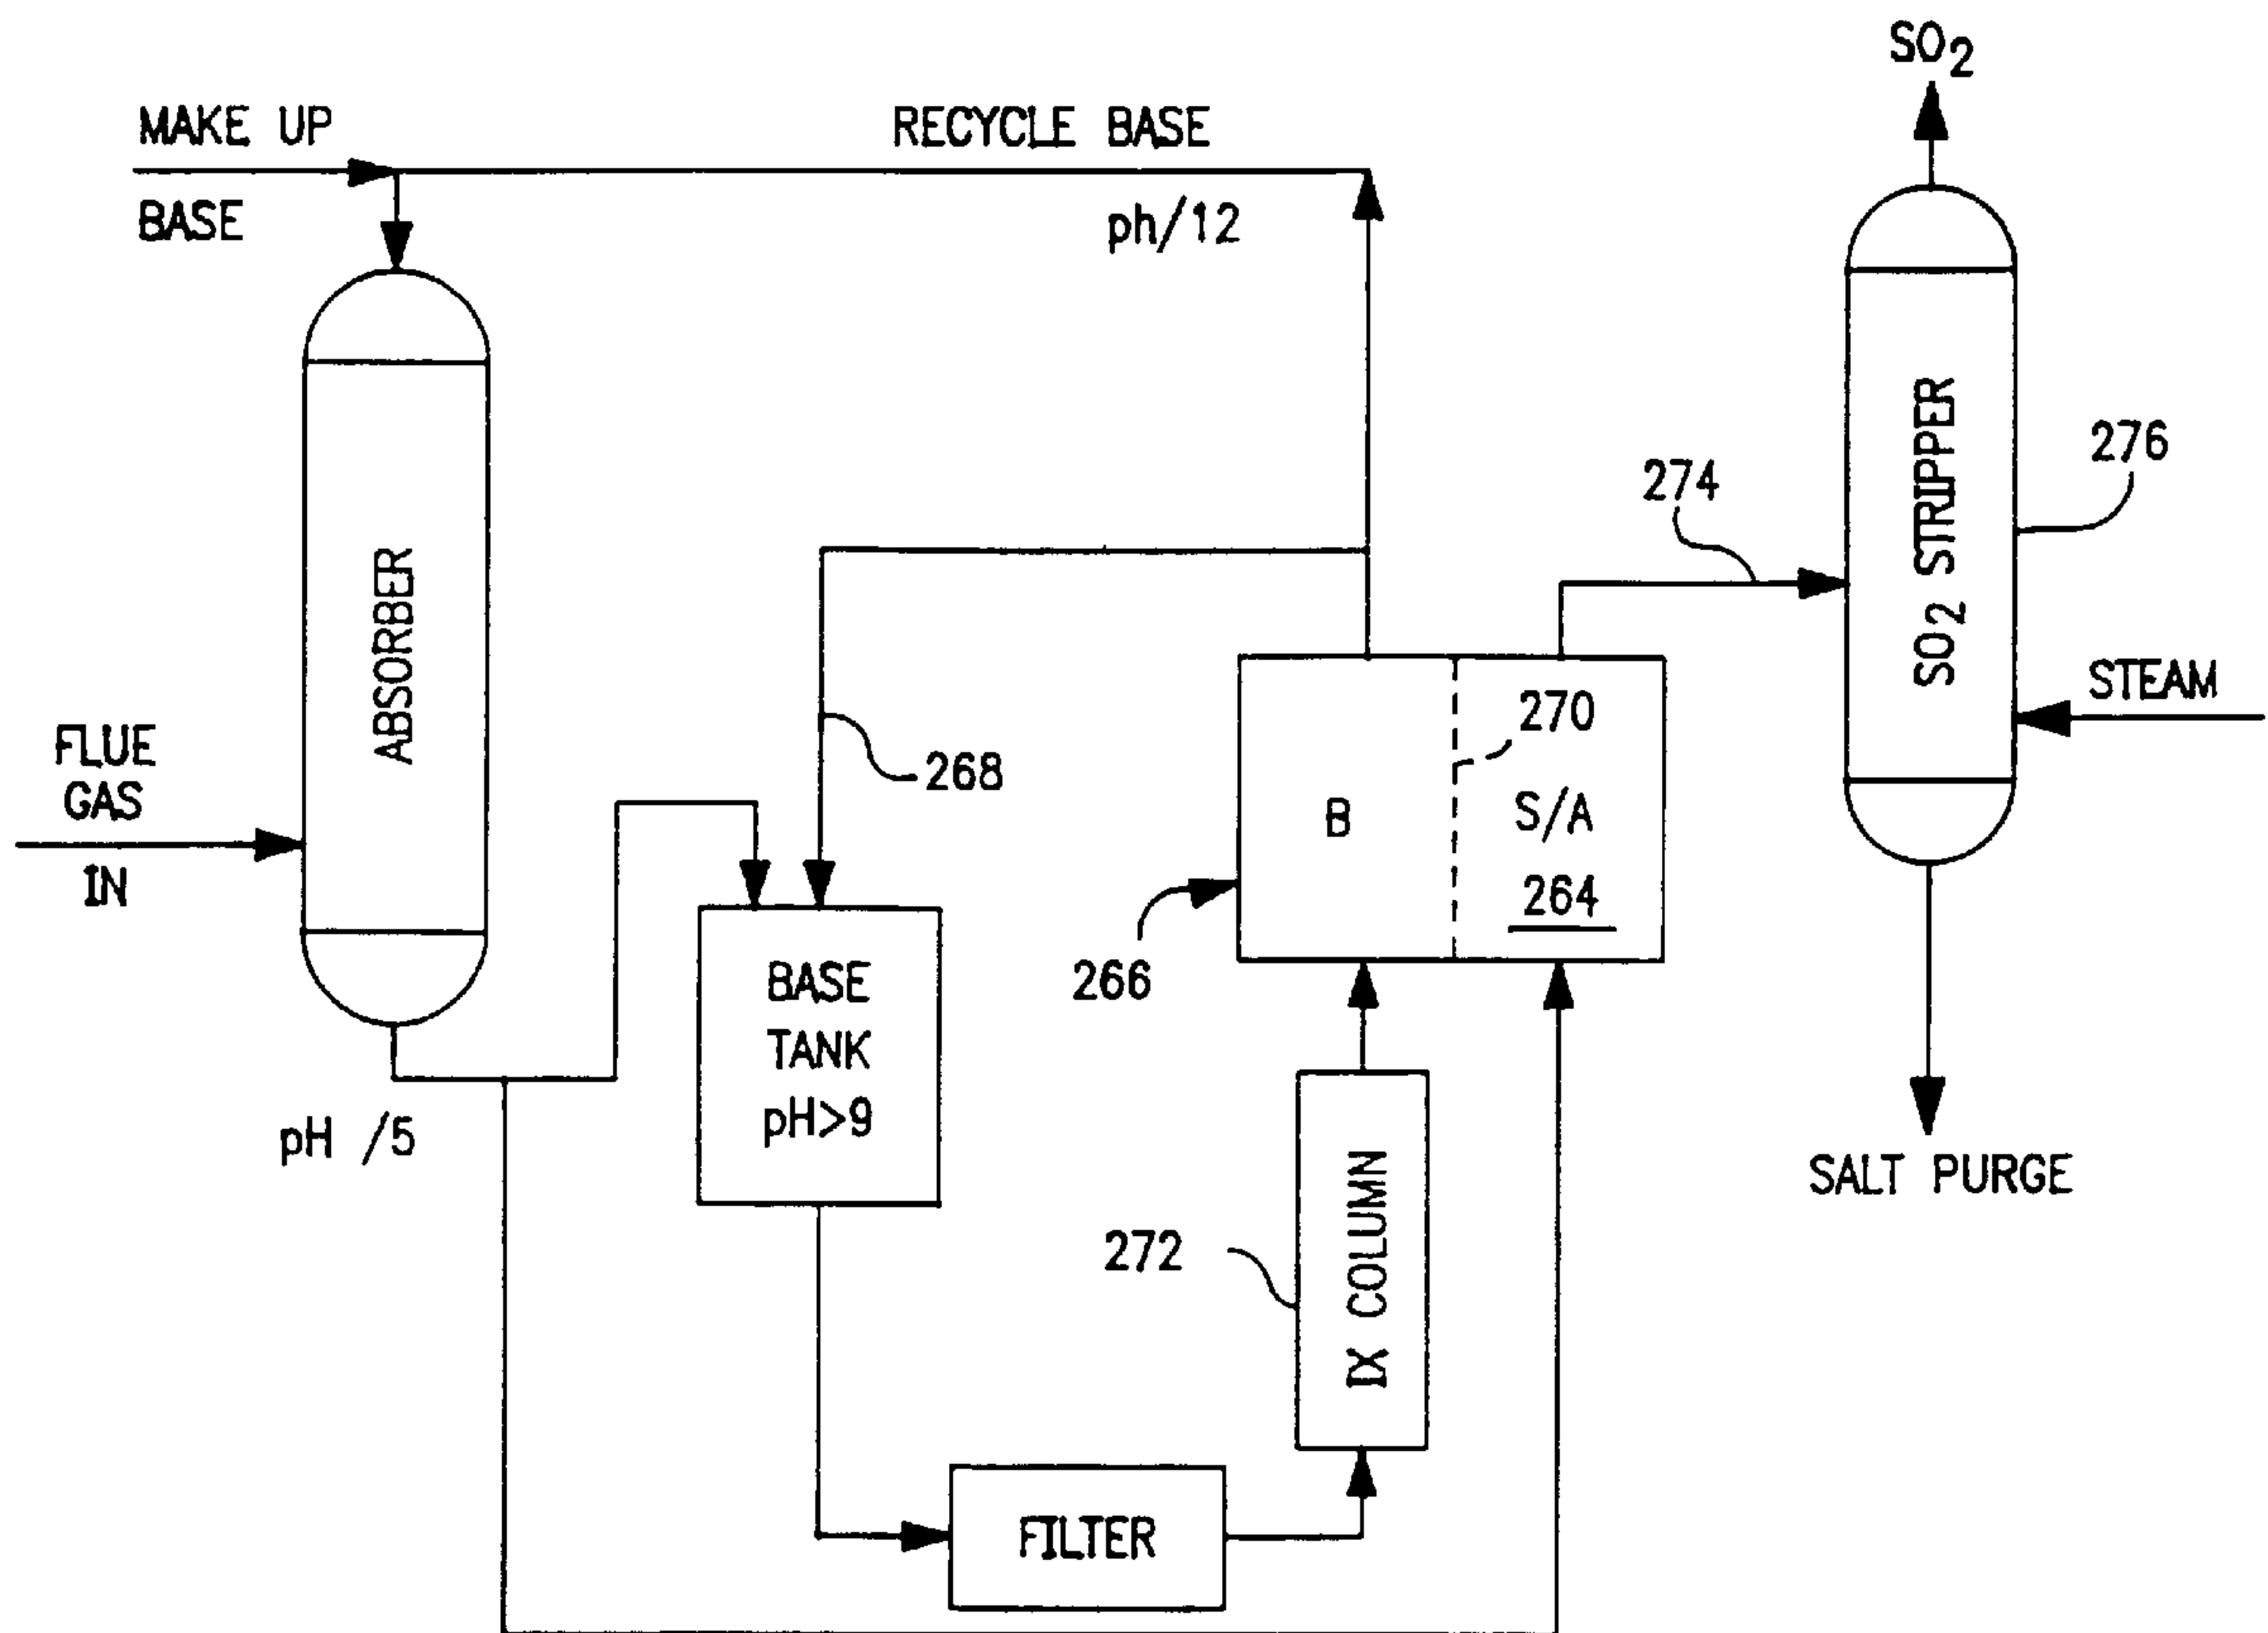 SO2
MAKE UP
BASE
RECYCLE BASE
ph/12
ABSORBER
FLUE
GAS
IN
pH /5
268
BASE
TANK
pH>9
FILTER
272
IX COLUMN
266
B
270
S/A
264
274
SO2 STRIPPER
276
STEAM
SALT PURGE